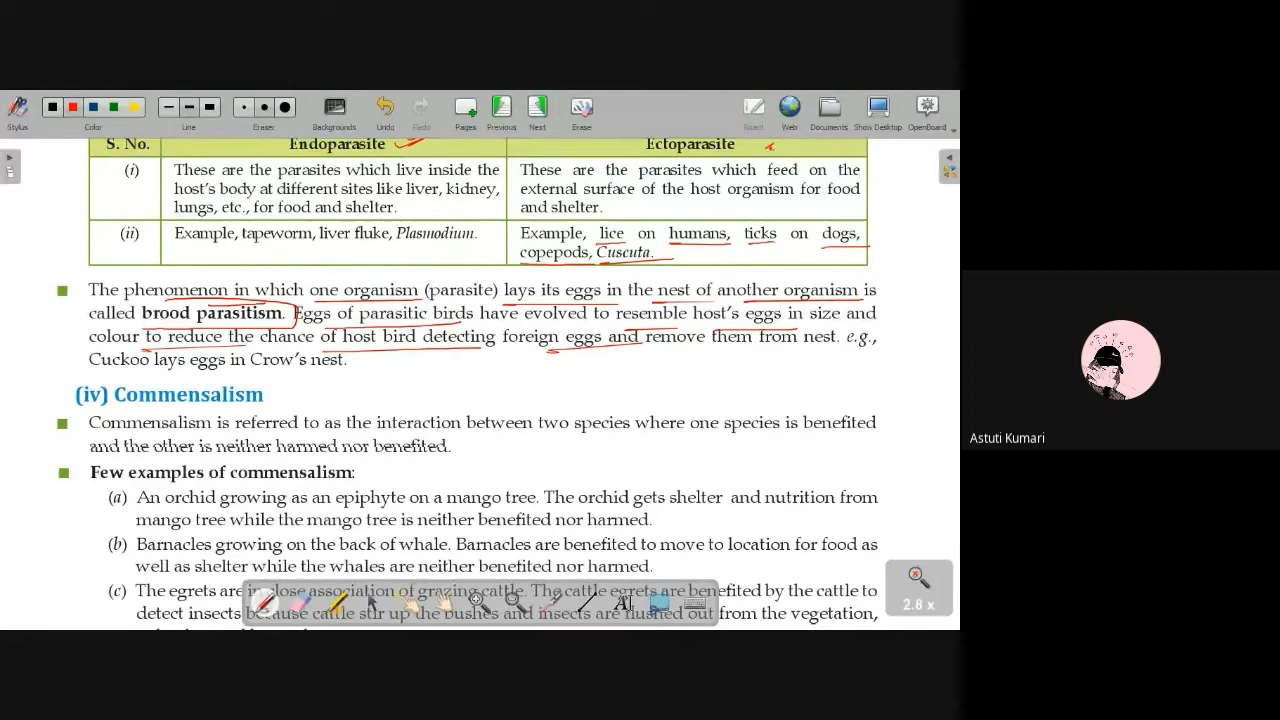 Stylus Color Line Eraser Backgrounds Undo Redo Pages Previous Next Erase Board Web Documents Show Desktop OpenBoard
S. No. Endoparasite Ectoparasite
(i) These are the parasites which live inside the
host's body at different sites like liver, kidney,
lungs, etc., for food and shelter.
These are the parasites which feed on the
external surface of the host organism for food
and shelter.
(ii) Example, tapeworm, liver fluke, Plasmodium.
Example, lice on humans, ticks on dogs,
copepods, Cuscuta.
The phenomenon in which one organism (parasite) lays its eggs in the nest of another organism is
called brood parasitism. Eggs of parasitic birds have evolved to resemble host's eggs in size and
colour to reduce the chance of host bird detecting foreign eggs and remove them from nest. e.g.,
Cuckoo lays eggs in Crow's nest.
(iv) Commensalism
Commensalism is referred to as the interaction between two species where one species is benefited
and the other is neither harmed nor benefited.
Few examples of commensalism:
(a) An orchid growing as an epiphyte on a mango tree. The orchid gets shelter and nutrition from
mango tree while the mango tree is neither benefited nor harmed.
(b) Barnacles growing on the back of whale. Barnacles are benefited to move to location for food as
well as shelter while the whales are neither benefited nor harmed.
(c) The egrets are in close association of grazing cattle. The cattle egrets are benefited by the cattle to
detect insects because cattle stir up the bushes and insects are flushed out from the vegetation,
2.8 x
Astuti Kumari